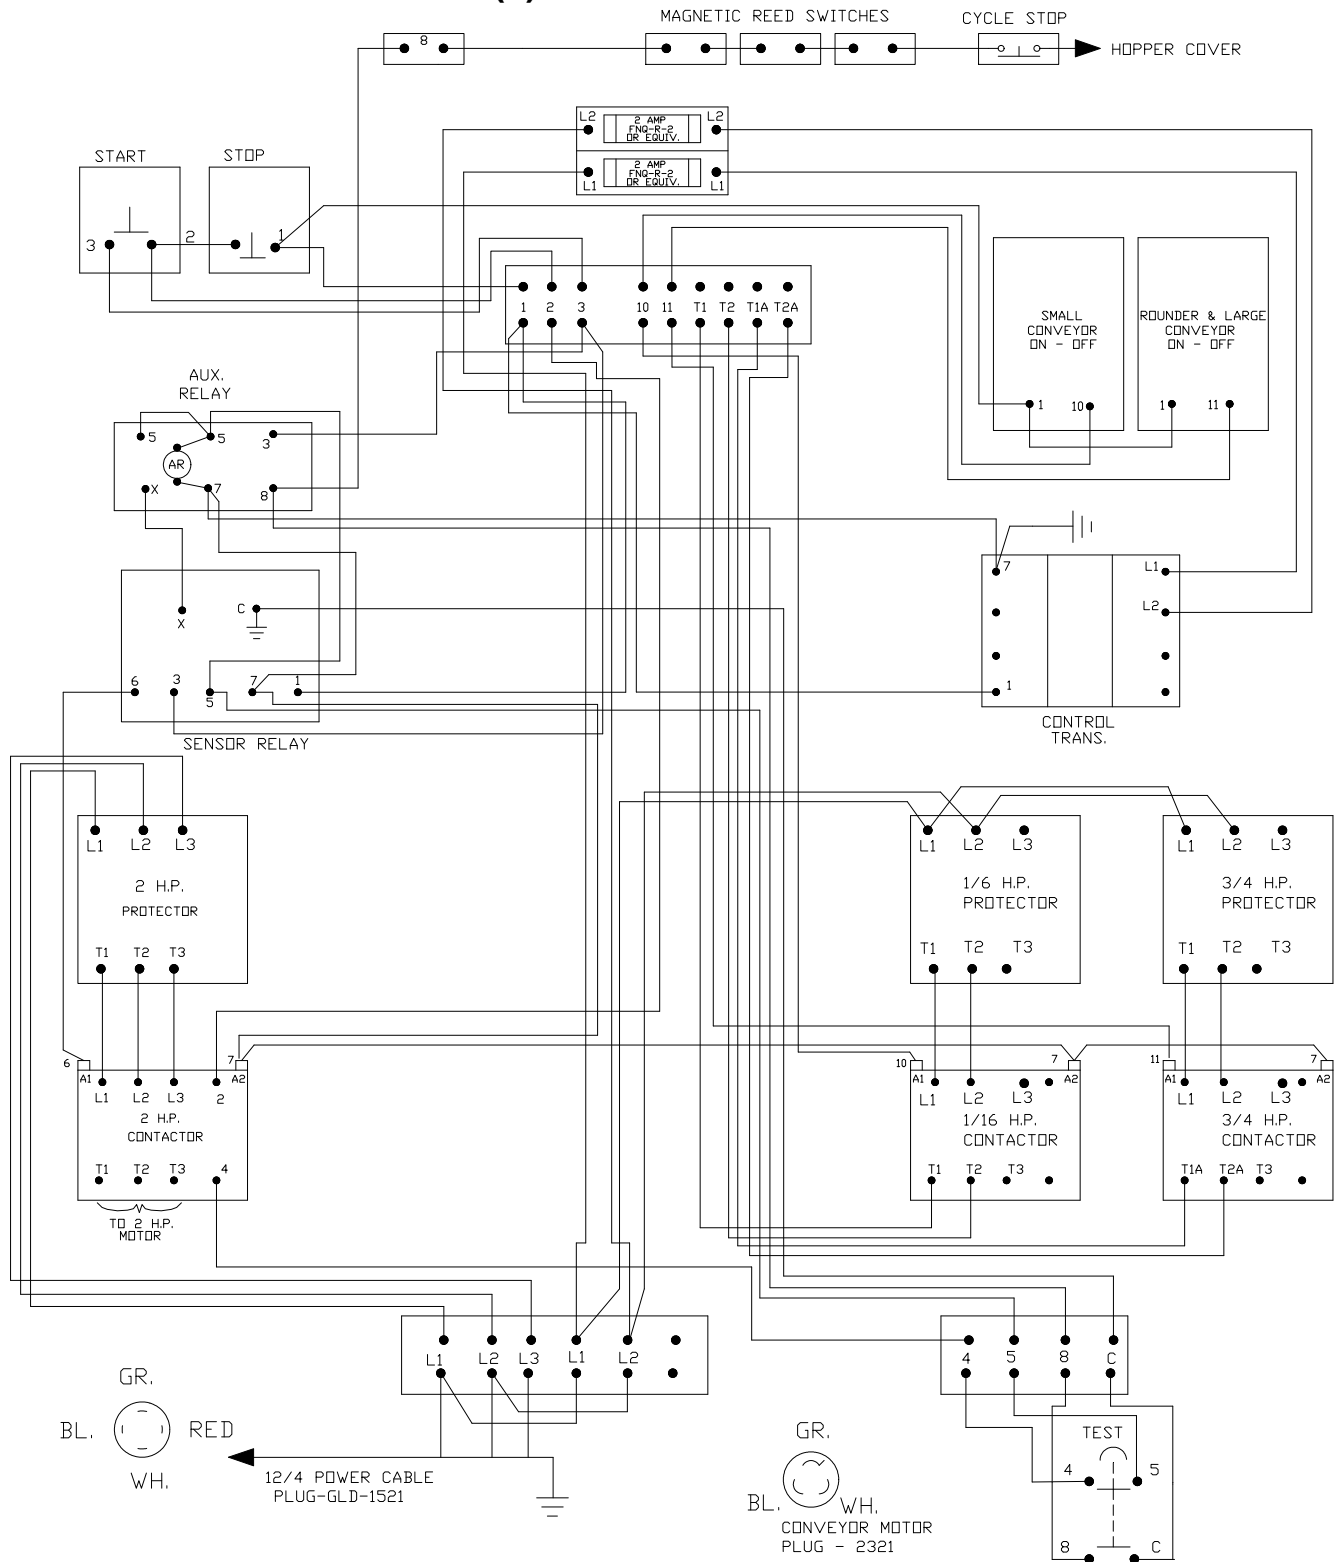 MAGNETIC REED SWITCHES
CYCLE STOP
8
HOPPER COVER
L2
2 AMP
FNQ-R-2
OR EQUIV.
L2
L1
2 AMP
FNQ-R-2
OR EQUIV.
L1
START
STOP
3
2
1
1 2 3 10 11 T1 T2 T1A T2A
SMALL
CONVEYOR
ON - OFF
1 10
ROUNDER & LARGE
CONVEYOR
ON - OFF
1 11
AUX.
RELAY
5 5 3
AR
X 7 8
7 L1
L2
1
CONTROL
TRANS.
C
X
6 3 5 7 1
SENSOR RELAY
L1 L2 L3
2 H.P.
PROTECTOR
T1 T2 T3
L1 L2 L3
1/6 H.P.
PROTECTOR
T1 T2 T3
L1 L2 L3
3/4 H.P.
PROTECTOR
T1 T2 T3
6 7
A1 A2
L1 L2 L3 2
2 H.P.
CONTACTOR
T1 T2 T3 4
TO 2 H.P.
MOTOR
10 7
A1 A2
L1 L2 L3
1/16 H.P.
CONTACTOR
T1 T2 T3
11 7
A1 A2
L1 L2 L3
3/4 H.P.
CONTACTOR
T1A T2A T3
L1 L2 L3 L1 L2
4 5 8 C
GR.
BL. RED
WH.
12/4 POWER CABLE
PLUG-GLD-1521
GR.
BL. WH.
CONVEYOR MOTOR
PLUG - 2321
TEST
4 5
8 C